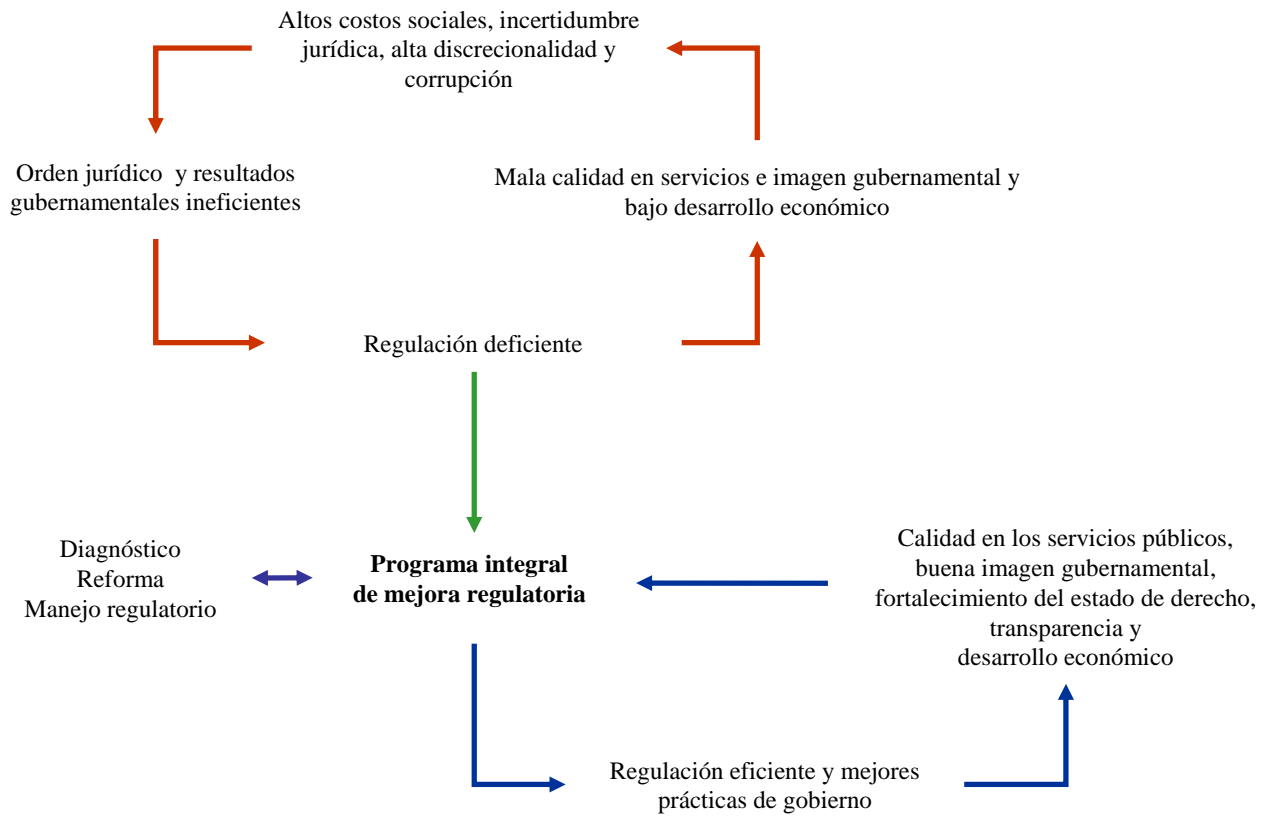 Altos costos sociales, incertidumbre
jurídica, alta discrecionalidad y
corrupción
Orden jurídico y resultados
gubernamentales ineficientes
Mala calidad en servicios e imagen gubernamental y
bajo desarrollo económico
Regulación deficiente
Diagnóstico
Reforma
Manejo regulatorio
Programa integral
de mejora regulatoria
Calidad en los servicios públicos,
buena imagen gubernamental,
fortalecimiento del estado de derecho,
transparencia y
desarrollo económico
Regulación eficiente y mejores
prácticas de gobierno